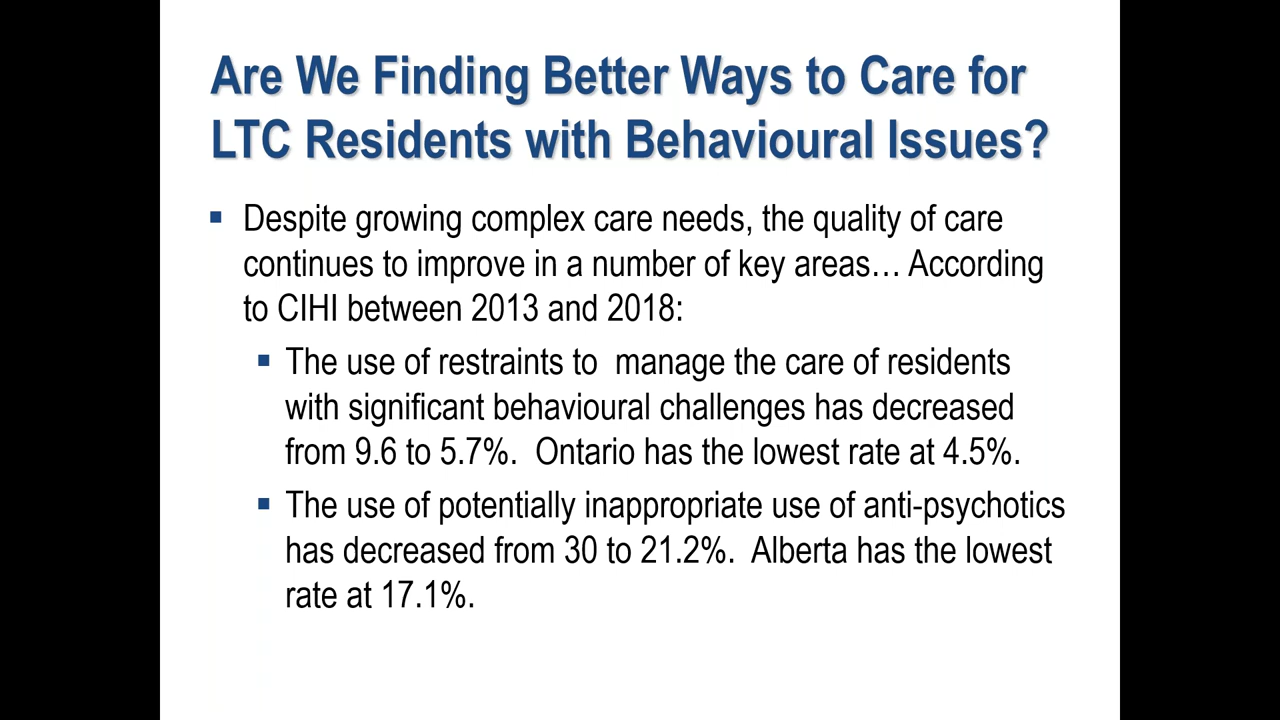 Are We Finding Better Ways to Care for
LTC Residents with Behavioural Issues?
▪ Despite growing complex care needs, the quality of care
continues to improve in a number of key areas… According
to CIHI between 2013 and 2018:
▪ The use of restraints to  manage the care of residents
with significant behavioural challenges has decreased
from 9.6 to 5.7%.  Ontario has the lowest rate at 4.5%.
▪ The use of potentially inappropriate use of anti-psychotics
has decreased from 30 to 21.2%.  Alberta has the lowest
rate at 17.1%.